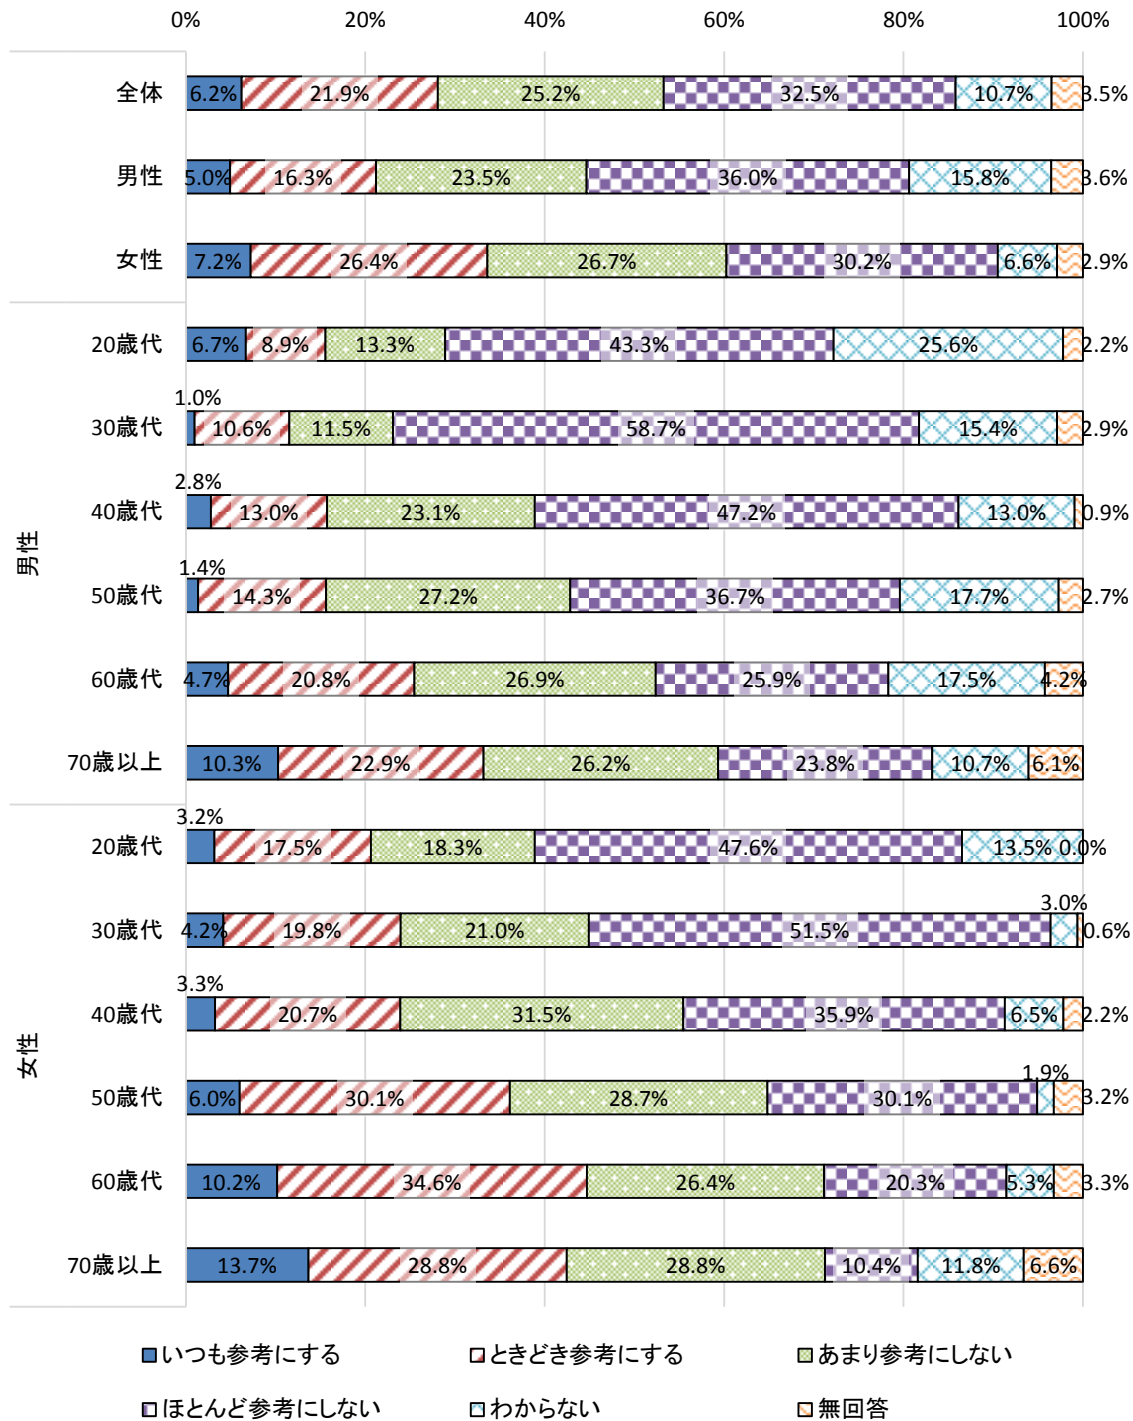 0% 20% 40% 60% 80% 100%
全体 6.2% 21.9% 25.2% 32.5% 10.7% 3.5%
男性 5.0% 16.3% 23.5% 36.0% 15.8% 3.6%
女性 7.2% 26.4% 26.7% 30.2% 6.6% 2.9%
男性
20歳代 6.7% 8.9% 13.3% 43.3% 25.6% 2.2%
30歳代 1.0% 10.6% 11.5% 58.7% 15.4% 2.9%
40歳代 2.8% 13.0% 23.1% 47.2% 13.0% 0.9%
50歳代 1.4% 14.3% 27.2% 36.7% 17.7% 2.7%
60歳代 4.7% 20.8% 26.9% 25.9% 17.5% 4.2%
70歳以上 10.3% 22.9% 26.2% 23.8% 10.7% 6.1%
女性
20歳代 3.2% 17.5% 18.3% 47.6% 13.5% 0.0%
30歳代 4.2% 19.8% 21.0% 51.5% 3.0% 0.6%
40歳代 3.3% 20.7% 31.5% 35.9% 6.5% 2.2%
50歳代 6.0% 30.1% 28.7% 30.1% 1.9% 3.2%
60歳代 10.2% 34.6% 26.4% 20.3% 5.3% 3.3%
70歳以上 13.7% 28.8% 28.8% 10.4% 11.8% 6.6%
いつも参考にする ときどき参考にする あまり参考にしない
ほとんど参考にしない わからない 無回答